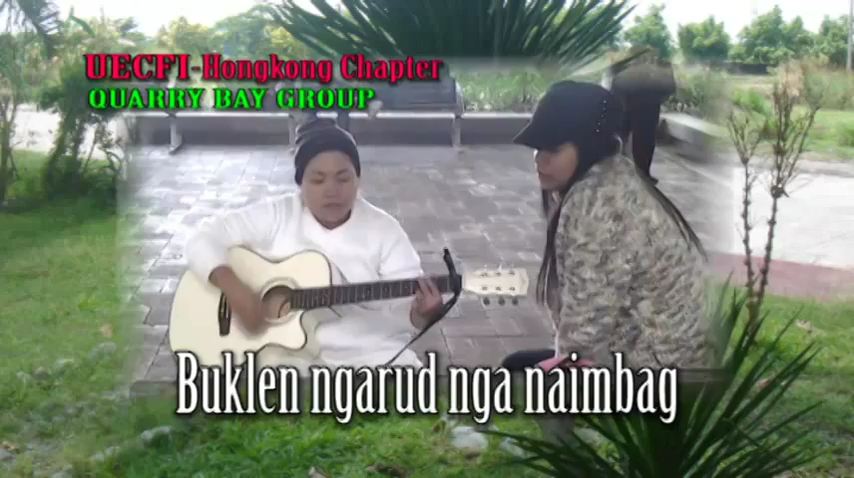 UECFI-Hongkong Chapter
QUARRY BAY GROUP
Buklen ngarud nga naimbag